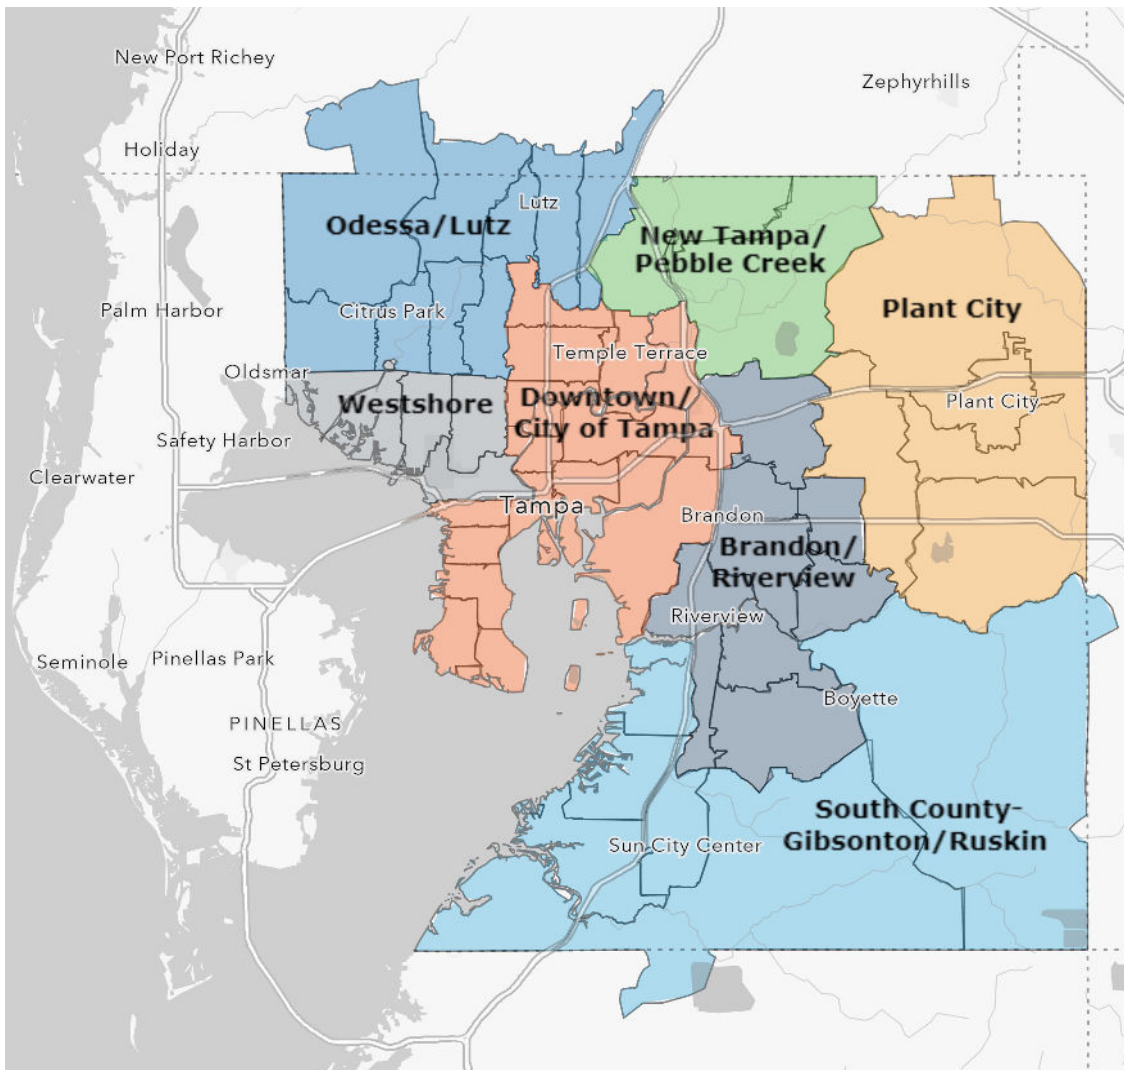 New Port Richey
Zephyrhills
Holiday
Lutz
Odessa/Lutz
New Tampa/
Pebble Creek
Palm Harbor
Citrus Park
Plant City
Temple Terrace
Oldsmar
Westshore
Downtown/
City of Tampa
Plant City
Safety Harbor
Clearwater
Tampa
Brandon
Brandon/
Riverview
Riverview
Seminole
Pinellas Park
Boyette
PINELLAS
St Petersburg
South County-
Gibsonton/Ruskin
Sun City Center